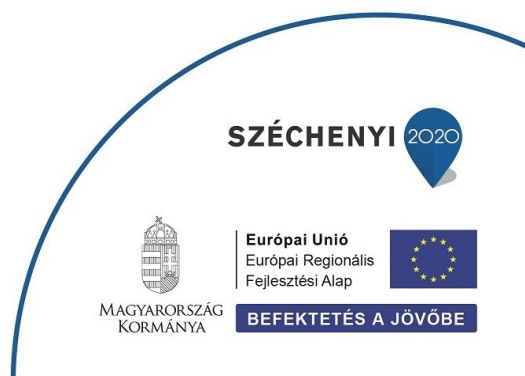 SZÉCHENYI 2020
MAGYARORSZÁG
KORMÁNYA
Európai Unió
Európai Regionális
Fejlesztési Alap
BEFEKTETÉS A JÖVŐBE